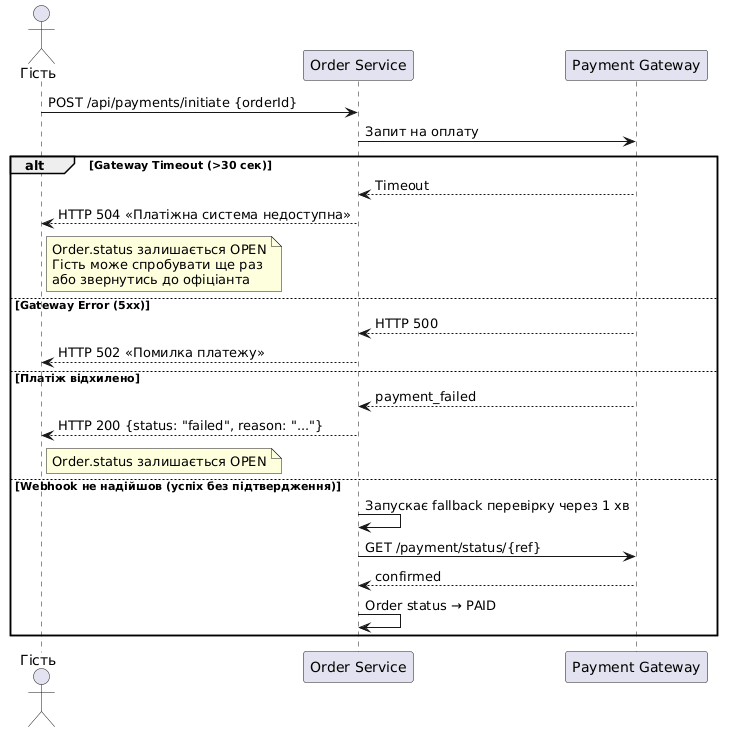 Гість
Order Service
Payment Gateway
POST /api/payments/initiate {orderId}
Запит на оплату
alt
[Gateway Timeout (>30 сек)]
Timeout
HTTP 504 «Платіжна система недоступна»
Order.status залишається OPEN
Гість може спробувати ще раз
або звернутись до офіціанта
[Gateway Error (5xx)]
HTTP 500
HTTP 502 «Помилка платежу»
[Платіж відхилено]
payment_failed
HTTP 200 {status: "failed", reason: "..."}
Order.status залишається OPEN
[Webhook не надійшов (успіх без підтвердження)]
Запускає fallback перевірку через 1 хв
GET /payment/status/{ref}
confirmed
Order status → PAID
Гість
Order Service
Payment Gateway